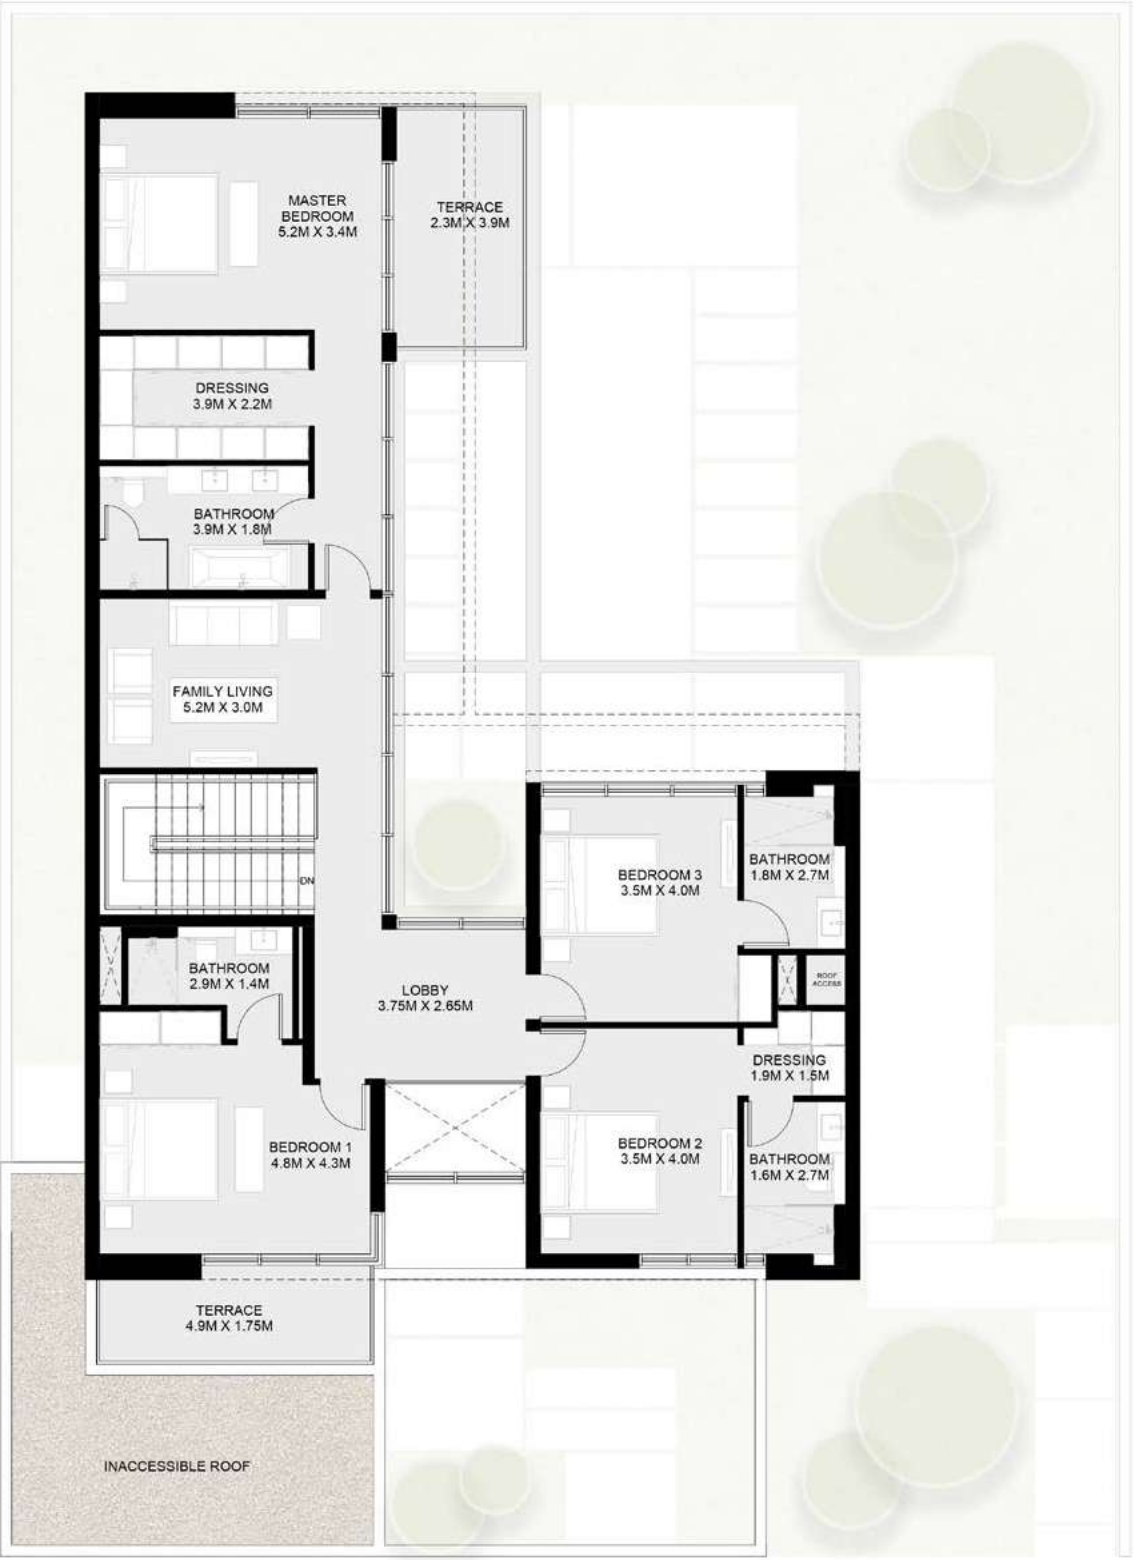 MASTER
BEDROOM
5.2M X 3.4M
TERRACE
2.3M X 3.9M
DRESSING
3.9M X 2.2M
BATHROOM
3.9M X 1.8M
FAMILY LIVING
5.2M X 3.0M
DN
BEDROOM 3
3.5M X 4.0M
BATHROOM
1.8M X 2.7M
BATHROOM
2.9M X 1.4M
LOBBY
3.75M X 2.65M
ROOF
ACCESS
DRESSING
1.9M X 1.5M
BEDROOM 1
4.8M X 4.3M
BEDROOM 2
3.5M X 4.0M
BATHROOM
1.6M X 2.7M
TERRACE
4.9M X 1.75M
INACCESSIBLE ROOF